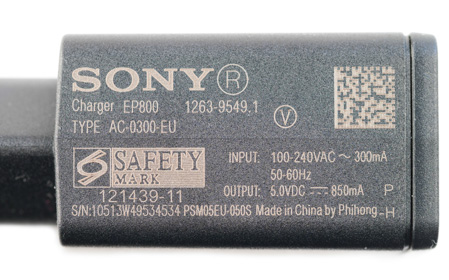 SONY®
Charger EP800 1263-9549.1
TYPE AC-0300-EU
V
SAFETY
MARK
121439-11
INPUT: 100-240VAC ~ 300mA
50-60Hz
OUTPUT: 5.0VDC ⎓ 850mA P
S/N:10513W49534534 PSM05EU-050S Made in China by Phihong -H